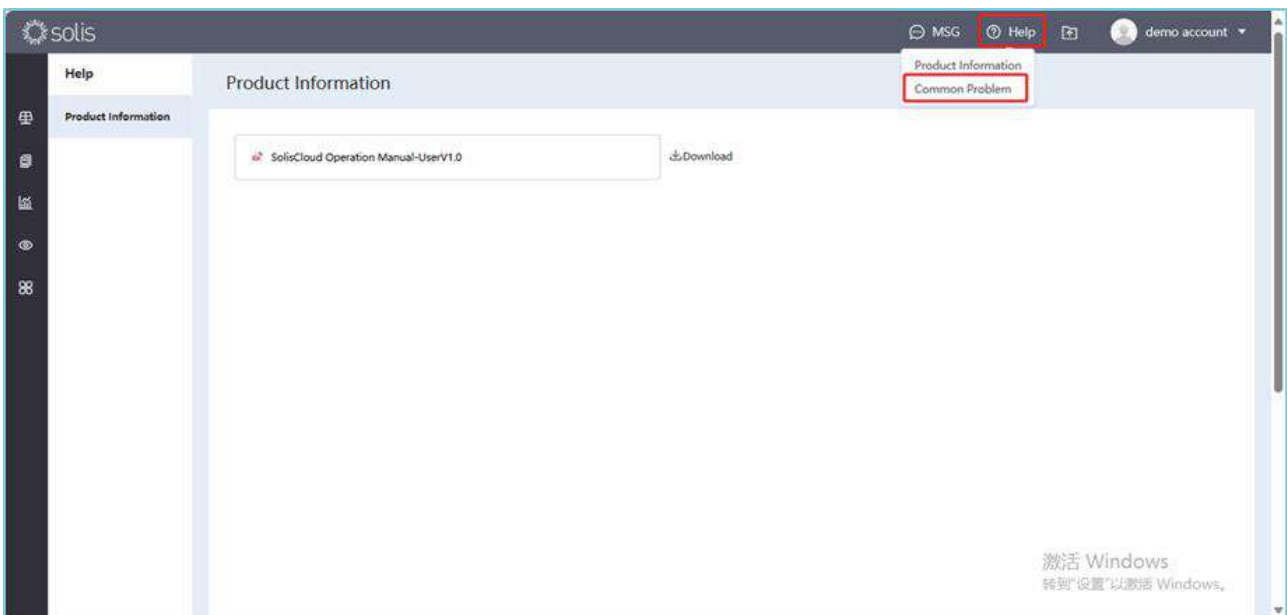 solis
MSG
Help
demo account
Product Information
Common Problem
Help
Product Information
Product Information
SolisCloud Operation Manual-UserV1.0
Download
激活 Windows
转到"设置"以激活 Windows。